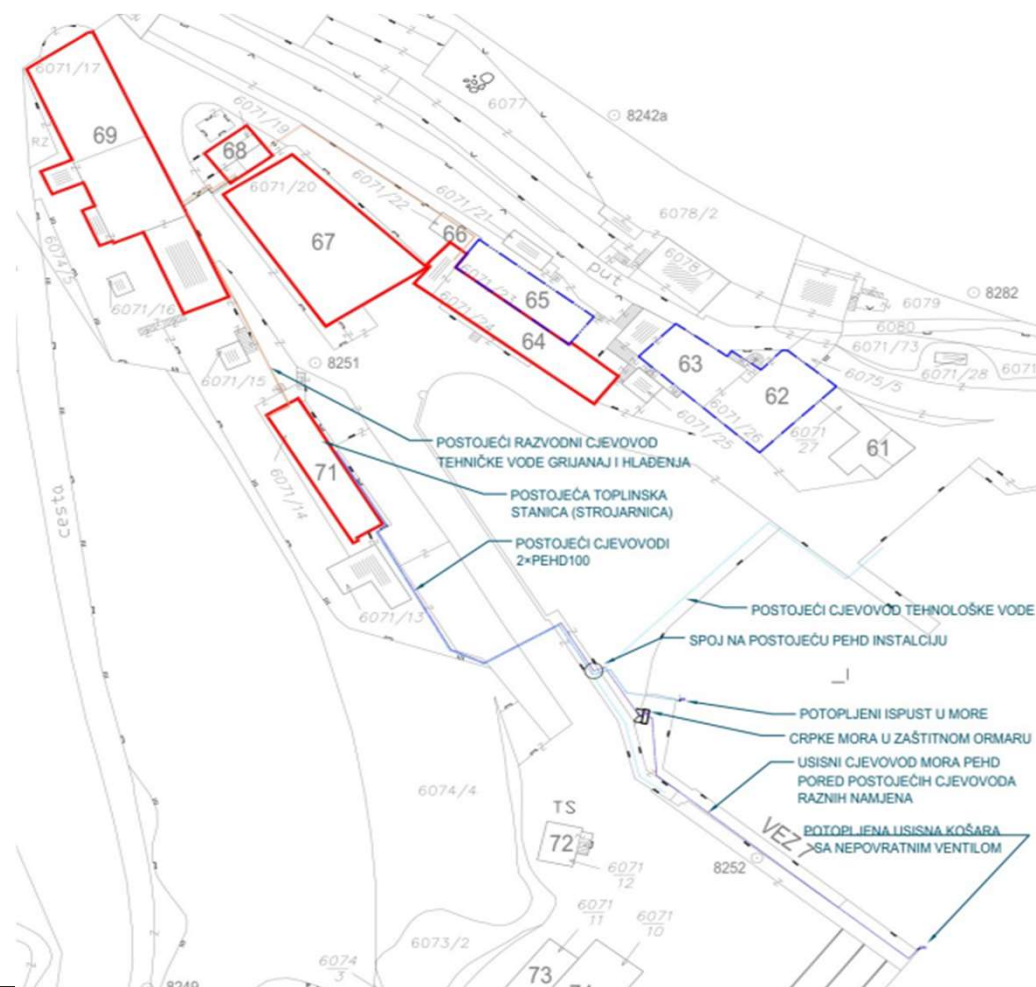 6071/17
69
RZ
68
6071/19
6077
8242a
6071/20
67
6071/22
6071/21
6078/2
66
put
6078/1
6074/5
6071/16
6071/23
65
6071/24
64
63
62
6079
8282
6080
6071/73
6071/28
6071
6075/5
6071/15
8251
6071/25
6071/26
6071
27
61
71
6071/14
cesta
POSTOJEĆI RAZVODNI CJEVOVOD
TEHNIČKE VODE GRIJANAJ I HLAĐENJA
POSTOJEĆA TOPLINSKA
STANICA (STROJARNICA)
POSTOJEĆI CJEVOVODI
2×PEHD100
6071/13
POSTOJEĆI CJEVOVOD TEHNOLOŠKE VODE
SPOJ NA POSTOJEĆU PEHD INSTALCIJU
POTOPLJENI ISPUST U MORE
CRPKE MORA U ZAŠTITNOM ORMARU
USISNI CJEVOVOD MORA PEHD
PORED POSTOJEĆIH CJEVOVODA
RAZNIH NAMJENA
POTOPLJENA USISNA KOŠARA
SA NEPOVRATNIM VENTILOM
VEZ 7
8252
6074/4
TS
72
6071
12
6071
11
6071
10
6073/2
6074
3
73
8249